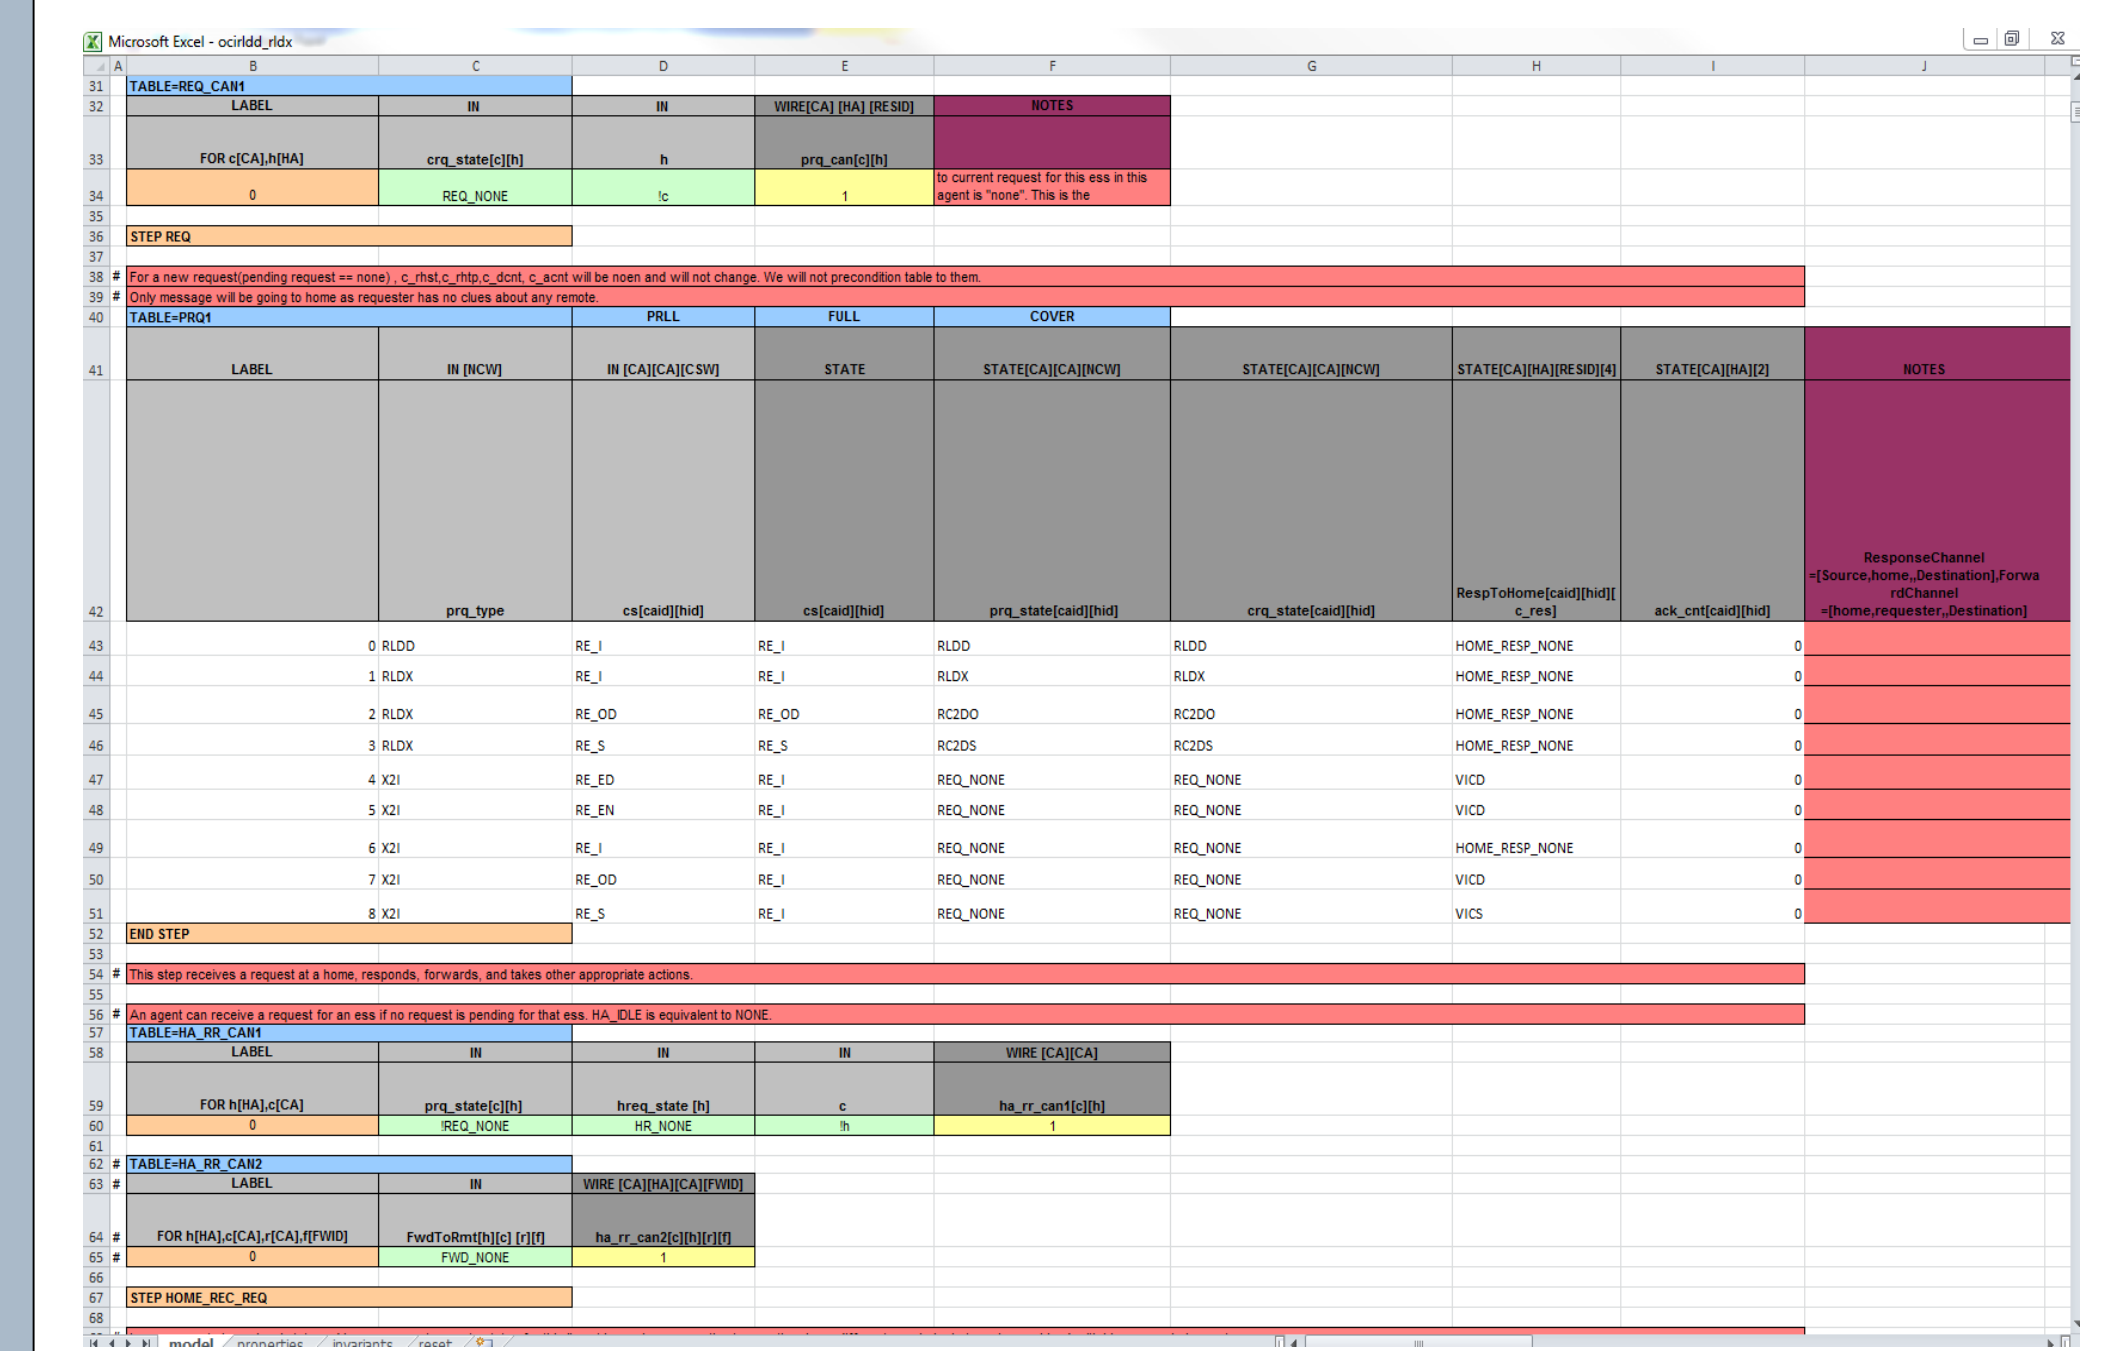 Microsoft Excel - ocirldd_rldx
A B C D E F G H I J
31 TABLE=REQ_CAN1
32 LABEL IN IN WIRE[CA] [HA] [RESID] NOTES
33 FOR c[CA],h[HA] crq_state[c][h] h prq_can[c][h]
to current request for this ess in this
34 0 REQ_NONE !c 1 agent is "none". This is the
35
36 STEP REQ
37
38 # For a new request(pending request == none) , c_rhst,c_rhtp,c_dcnt, c_acnt will be noen and will not change. We will not precondition table to them.
39 # Only message will be going to home as requester has no clues about any remote.
40 TABLE=PRQ1 PRLL FULL COVER
41 LABEL IN [NCW] IN [CA][CA][CSW] STATE STATE[CA][CA][NCW] STATE[CA][CA][NCW] STATE[CA][HA][RESID][4] STATE[CA][HA][2] NOTES
ResponseChannel
=[Source,home,,Destination],Forwa
RespToHome[caid][hid][ rdChannel
42 prq_type cs[caid][hid] cs[caid][hid] prq_state[caid][hid] crq_state[caid][hid] c_res] ack_cnt[caid][hid] =[home,requester,,Destination]
43 0 RLDD RE_I RE_I RLDD RLDD HOME_RESP_NONE 0
44 1 RLDX RE_I RE_I RLDX RLDX HOME_RESP_NONE 0
45 2 RLDX RE_OD RE_OD RC2DO RC2DO HOME_RESP_NONE 0
46 3 RLDX RE_S RE_S RC2DS RC2DS HOME_RESP_NONE 0
47 4 X2I RE_ED RE_I REQ_NONE REQ_NONE VICD 0
48 5 X2I RE_EN RE_I REQ_NONE REQ_NONE VICD 0
49 6 X2I RE_I RE_I REQ_NONE REQ_NONE HOME_RESP_NONE 0
50 7 X2I RE_OD RE_I REQ_NONE REQ_NONE VICD 0
51 8 X2I RE_S RE_I REQ_NONE REQ_NONE VICS 0
52 END STEP
53
54 # This step receives a request at a home, responds, forwards, and takes other appropriate actions.
55
56 # An agent can receive a request for an ess if no request is pending for that ess. HA_IDLE is equivalent to NONE.
57 TABLE=HA_RR_CAN1
58 LABEL IN IN IN WIRE [CA][CA]
59 FOR h[HA],c[CA] prq_state[c][h] hreq_state [h] c ha_rr_can1[c][h]
60 0 !REQ_NONE HR_NONE !h 1
61
62 # TABLE=HA_RR_CAN2
63 # LABEL IN WIRE [CA][HA][CA][FWID]
64 # FOR h[HA],c[CA],r[CA],f[FWID] FwdToRmt[h][c] [r][f] ha_rr_can2[c][h][r][f]
65 # 0 FWD_NONE 1
66
67 STEP HOME_REC_REQ
68
model properties invariants reset